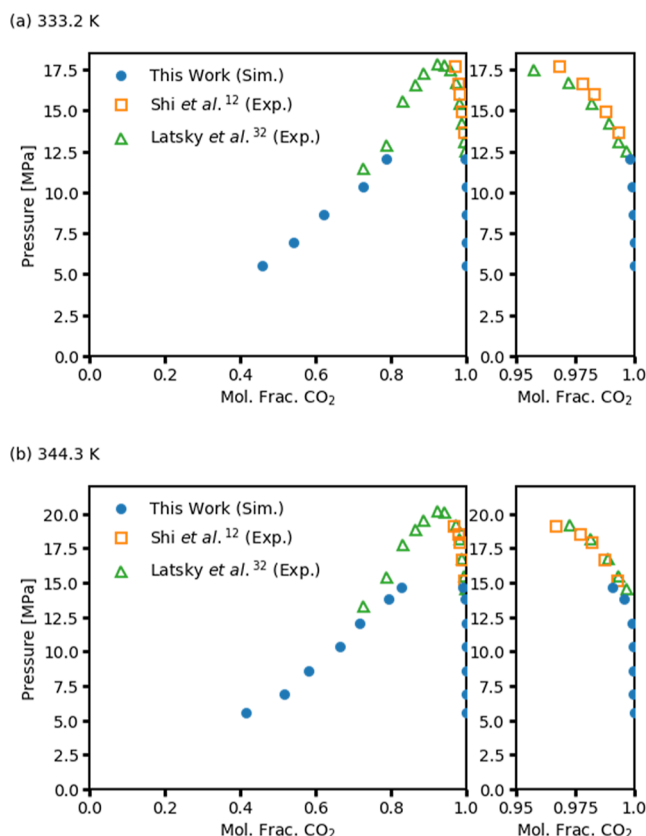 (a) 333.2 K
Pressure [MPa]
17.5
15.0
12.5
10.0
7.5
5.0
2.5
0.0
This Work (Sim.)
Shi et al.¹² (Exp.)
Latsky et al.³² (Exp.)
0.0 0.2 0.4 0.6 0.8 1.0
Mol. Frac. CO₂
17.5
15.0
12.5
10.0
7.5
5.0
2.5
0.0
0.95 0.975 1.0
Mol. Frac. CO₂
(b) 344.3 K
Pressure [MPa]
20.0
17.5
15.0
12.5
10.0
7.5
5.0
2.5
0.0
This Work (Sim.)
Shi et al.¹² (Exp.)
Latsky et al.³² (Exp.)
0.0 0.2 0.4 0.6 0.8 1.0
Mol. Frac. CO₂
20.0
17.5
15.0
12.5
10.0
7.5
5.0
2.5
0.0
0.95 0.975 1.0
Mol. Frac. CO₂